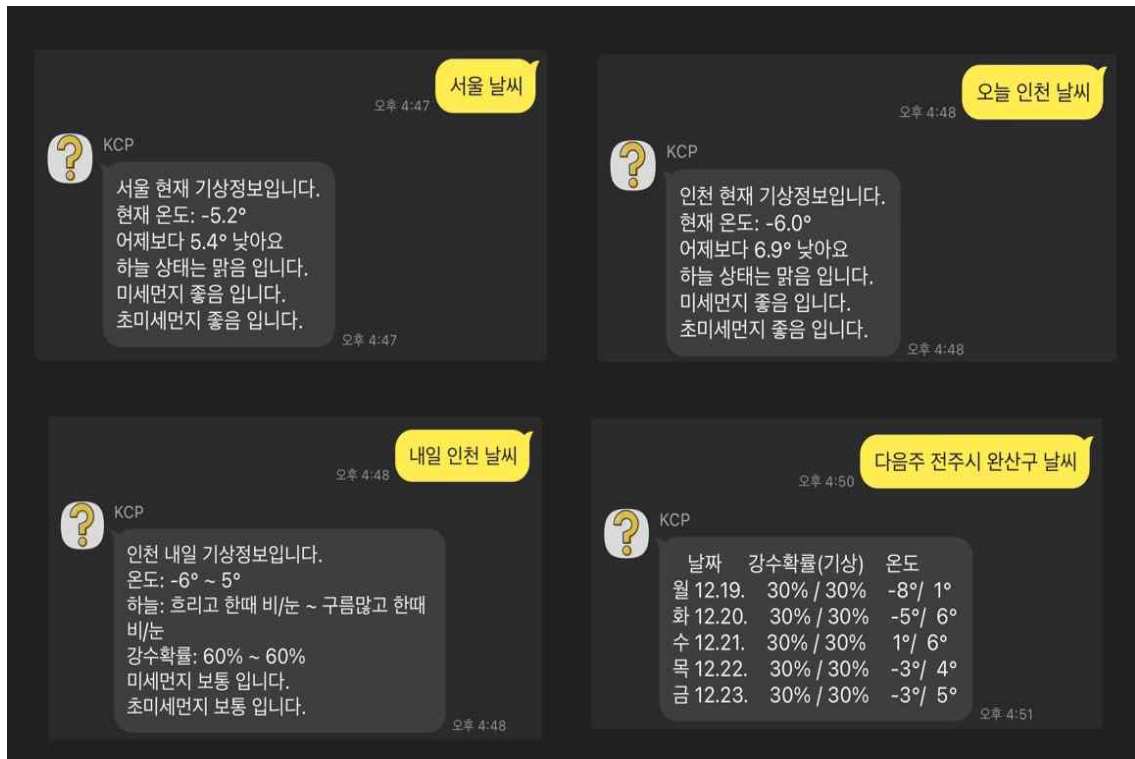 서울 날씨
오후 4:47
KCP
서울 현재 기상정보입니다.
현재 온도: -5.2°
어제보다 5.4° 낮아요
하늘 상태는 맑음 입니다.
미세먼지 좋음 입니다.
초미세먼지 좋음 입니다.
오후 4:47
오늘 인천 날씨
오후 4:48
KCP
인천 현재 기상정보입니다.
현재 온도: -6.0°
어제보다 6.9° 낮아요
하늘 상태는 맑음 입니다.
미세먼지 좋음 입니다.
초미세먼지 좋음 입니다.
오후 4:48
내일 인천 날씨
오후 4:48
KCP
인천 내일 기상정보입니다.
온도: -6° ~ 5°
하늘: 흐리고 한때 비/눈 ~ 구름많고 한때
비/눈
강수확률: 60% ~ 60%
미세먼지 보통 입니다.
초미세먼지 보통 입니다.
오후 4:48
다음주 전주시 완산구 날씨
오후 4:50
KCP
날짜 강수확률(기상) 온도
월 12.19. 30% / 30% -8°/ 1°
화 12.20. 30% / 30% -5°/ 6°
수 12.21. 30% / 30% 1°/ 6°
목 12.22. 30% / 30% -3°/ 4°
금 12.23. 30% / 30% -3°/ 5°
오후 4:51